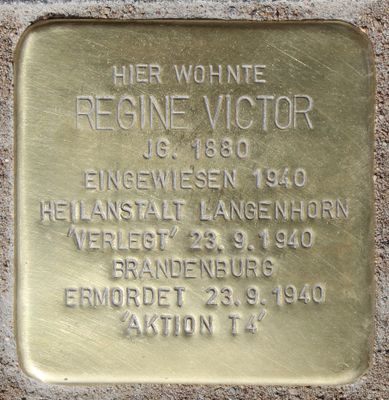 HIER WOHNTE
REGINE VICTOR
JG. 1880
EINGEWIESEN 1940
HEILANSTALT LANGENHORN
"VERLEGT" 23.9.1940
BRANDENBURG
ERMORDET 23.9.1940
"AKTION T4"